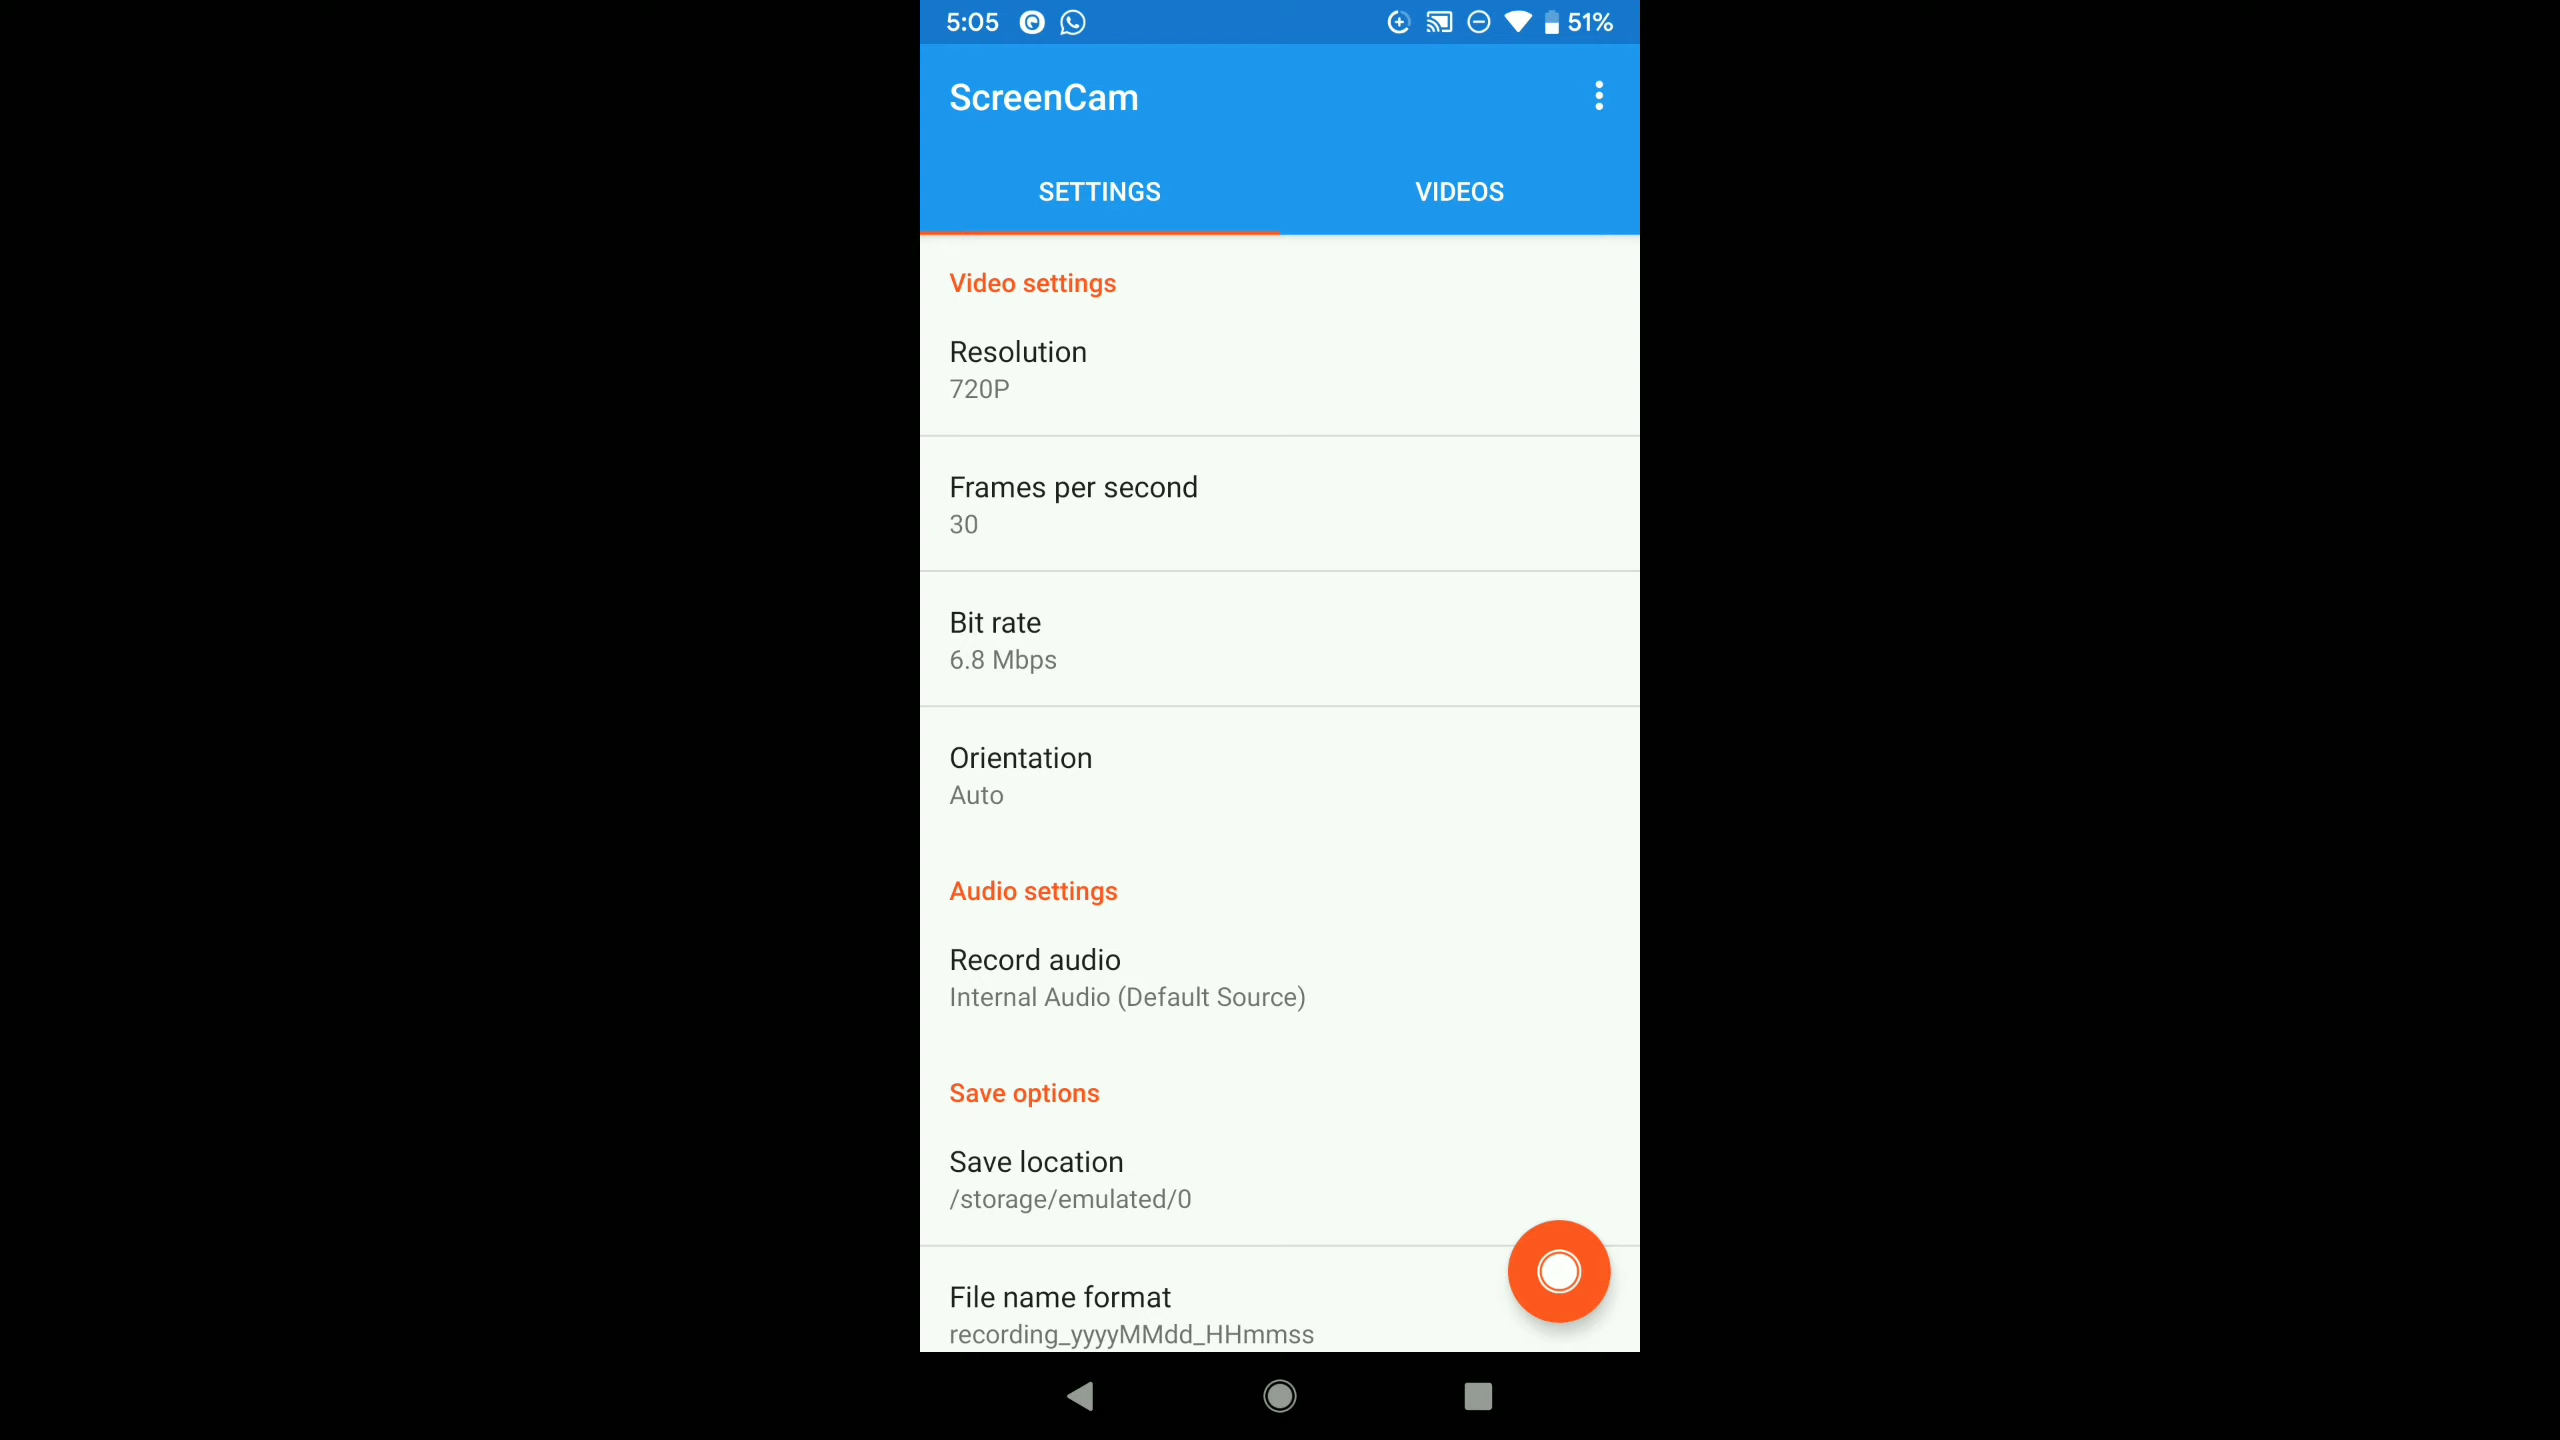 5:05
51%
ScreenCam
SETTINGS
VIDEOS
Video settings
Resolution
720P
Frames per second
30
Bit rate
6.8 Mbps
Orientation
Auto
Audio settings
Record audio
Internal Audio (Default Source)
Save options
Save location
/storage/emulated/0
File name format
recording_yyyyMMdd_HHmmss